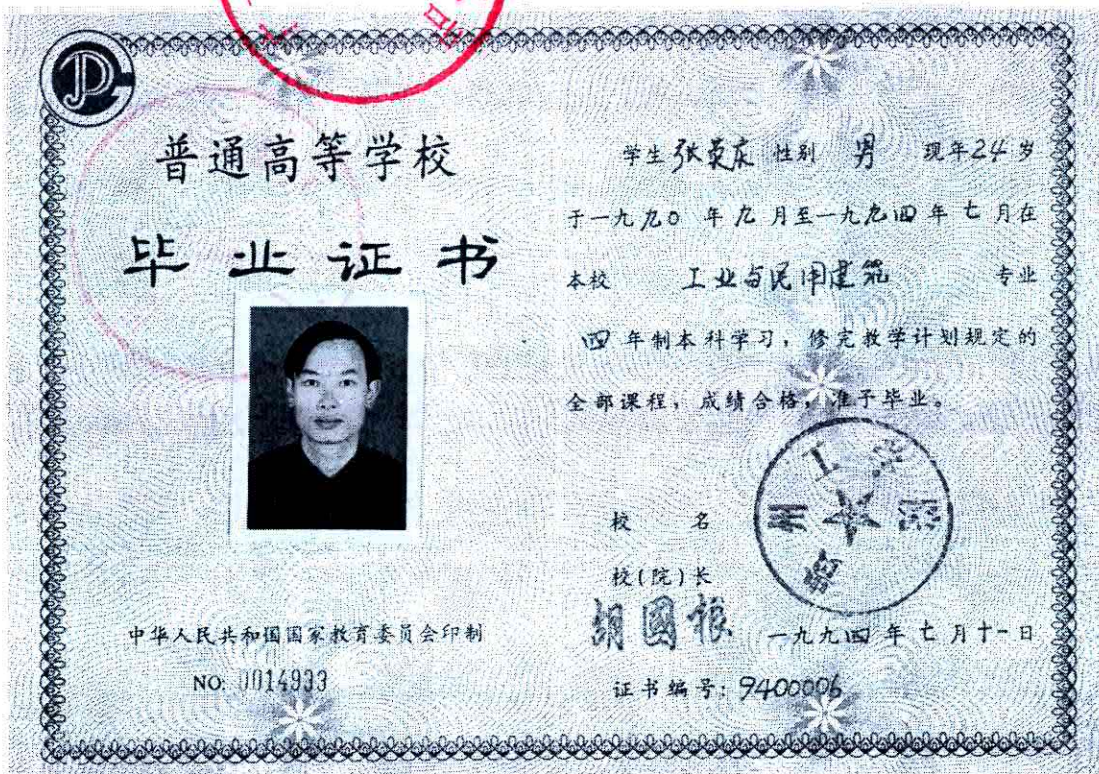 普通高等学校
毕业证书
中华人民共和国国家教育委员会印制
NO: 0014933
学生 张荣东 性别 男 现年24岁
于一九九0年九月至一九九四年七月在
本校 工业与民用建筑 专业
四年制本科学习，修完教学计划规定的
全部课程，成绩合格，准予毕业。
工学
校名
校(院)长
胡國根 一九九四年七月十一日
证书编号: 9400006